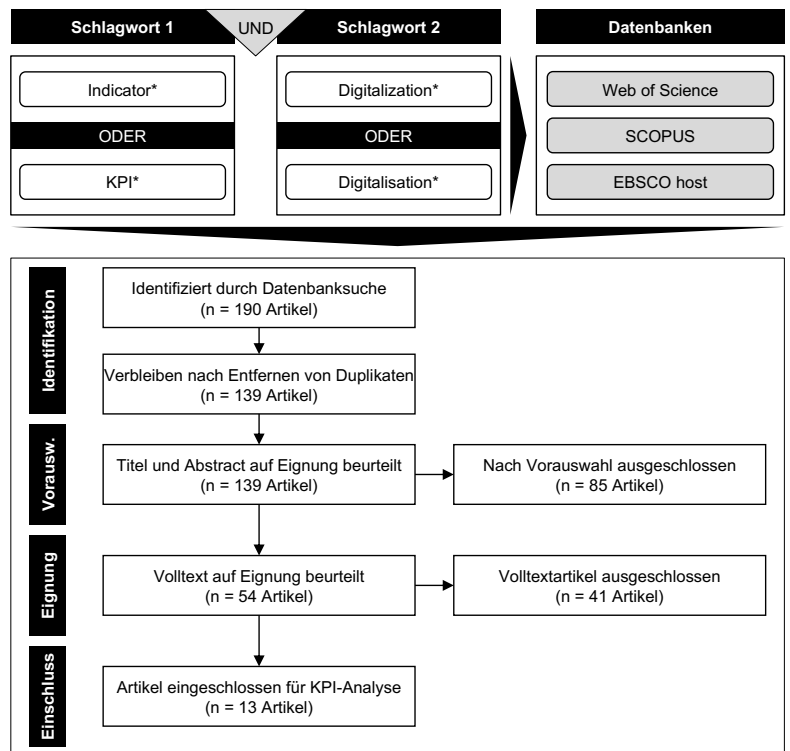 Schlagwort 1
UND
Schlagwort 2
Datenbanken
Indicator*
ODER
KPI*
Digitalization*
ODER
Digitalisation*
Web of Science
SCOPUS
EBSCO host
Identifikation
Identifiziert durch Datenbanksuche
(n = 190 Artikel)
Verbleiben nach Entfernen von Duplikaten
(n = 139 Artikel)
Vorausw.
Titel und Abstract auf Eignung beurteilt
(n = 139 Artikel)
Nach Vorauswahl ausgeschlossen
(n = 85 Artikel)
Eignung
Volltext auf Eignung beurteilt
(n = 54 Artikel)
Volltextartikel ausgeschlossen
(n = 41 Artikel)
Einschluss
Artikel eingeschlossen für KPI-Analyse
(n = 13 Artikel)